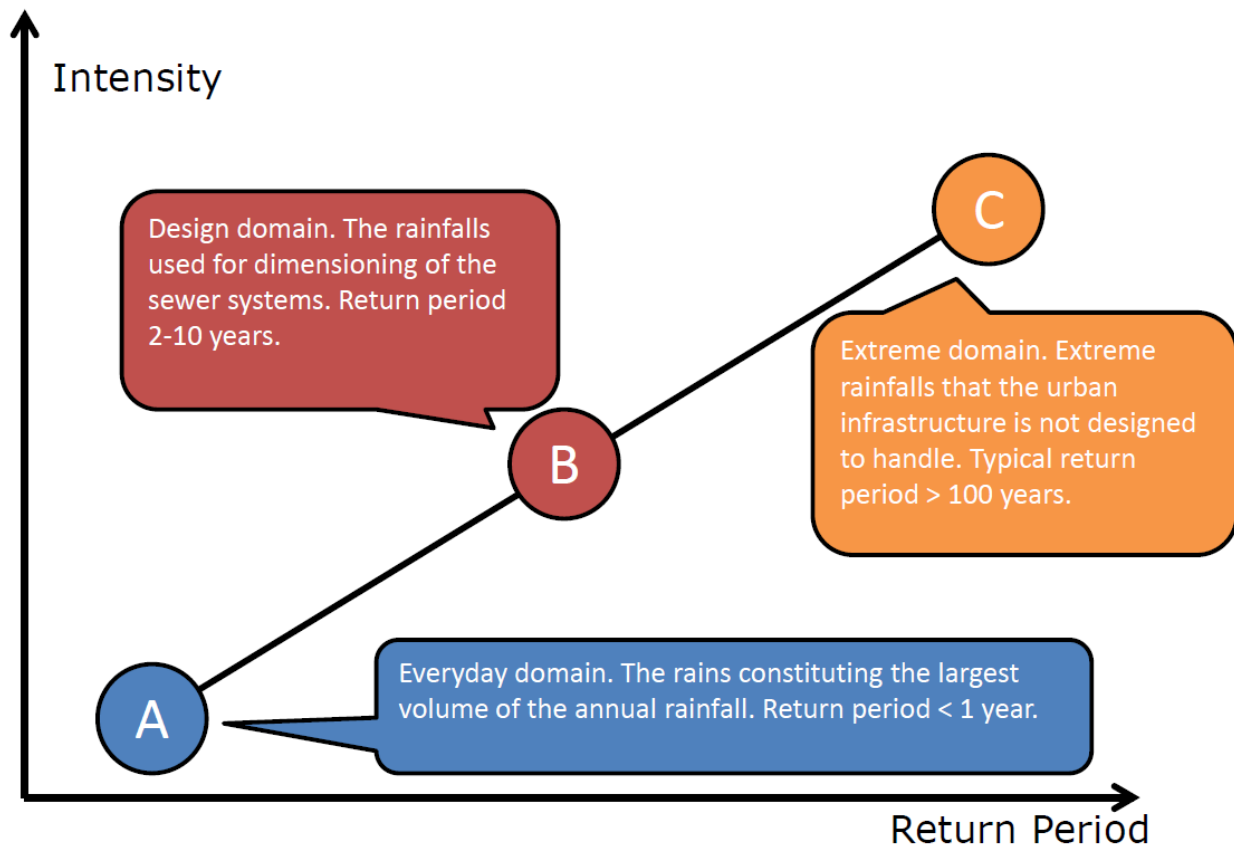 Intensity
C
Design domain. The rainfalls
used for dimensioning of the
sewer systems. Return period
2-10 years.
Extreme domain. Extreme
rainfalls that the urban
infrastructure is not designed
to handle. Typical return
period > 100 years.
B
Everyday domain. The rains constituting the largest
volume of the annual rainfall. Return period < 1 year.
A
Return Period